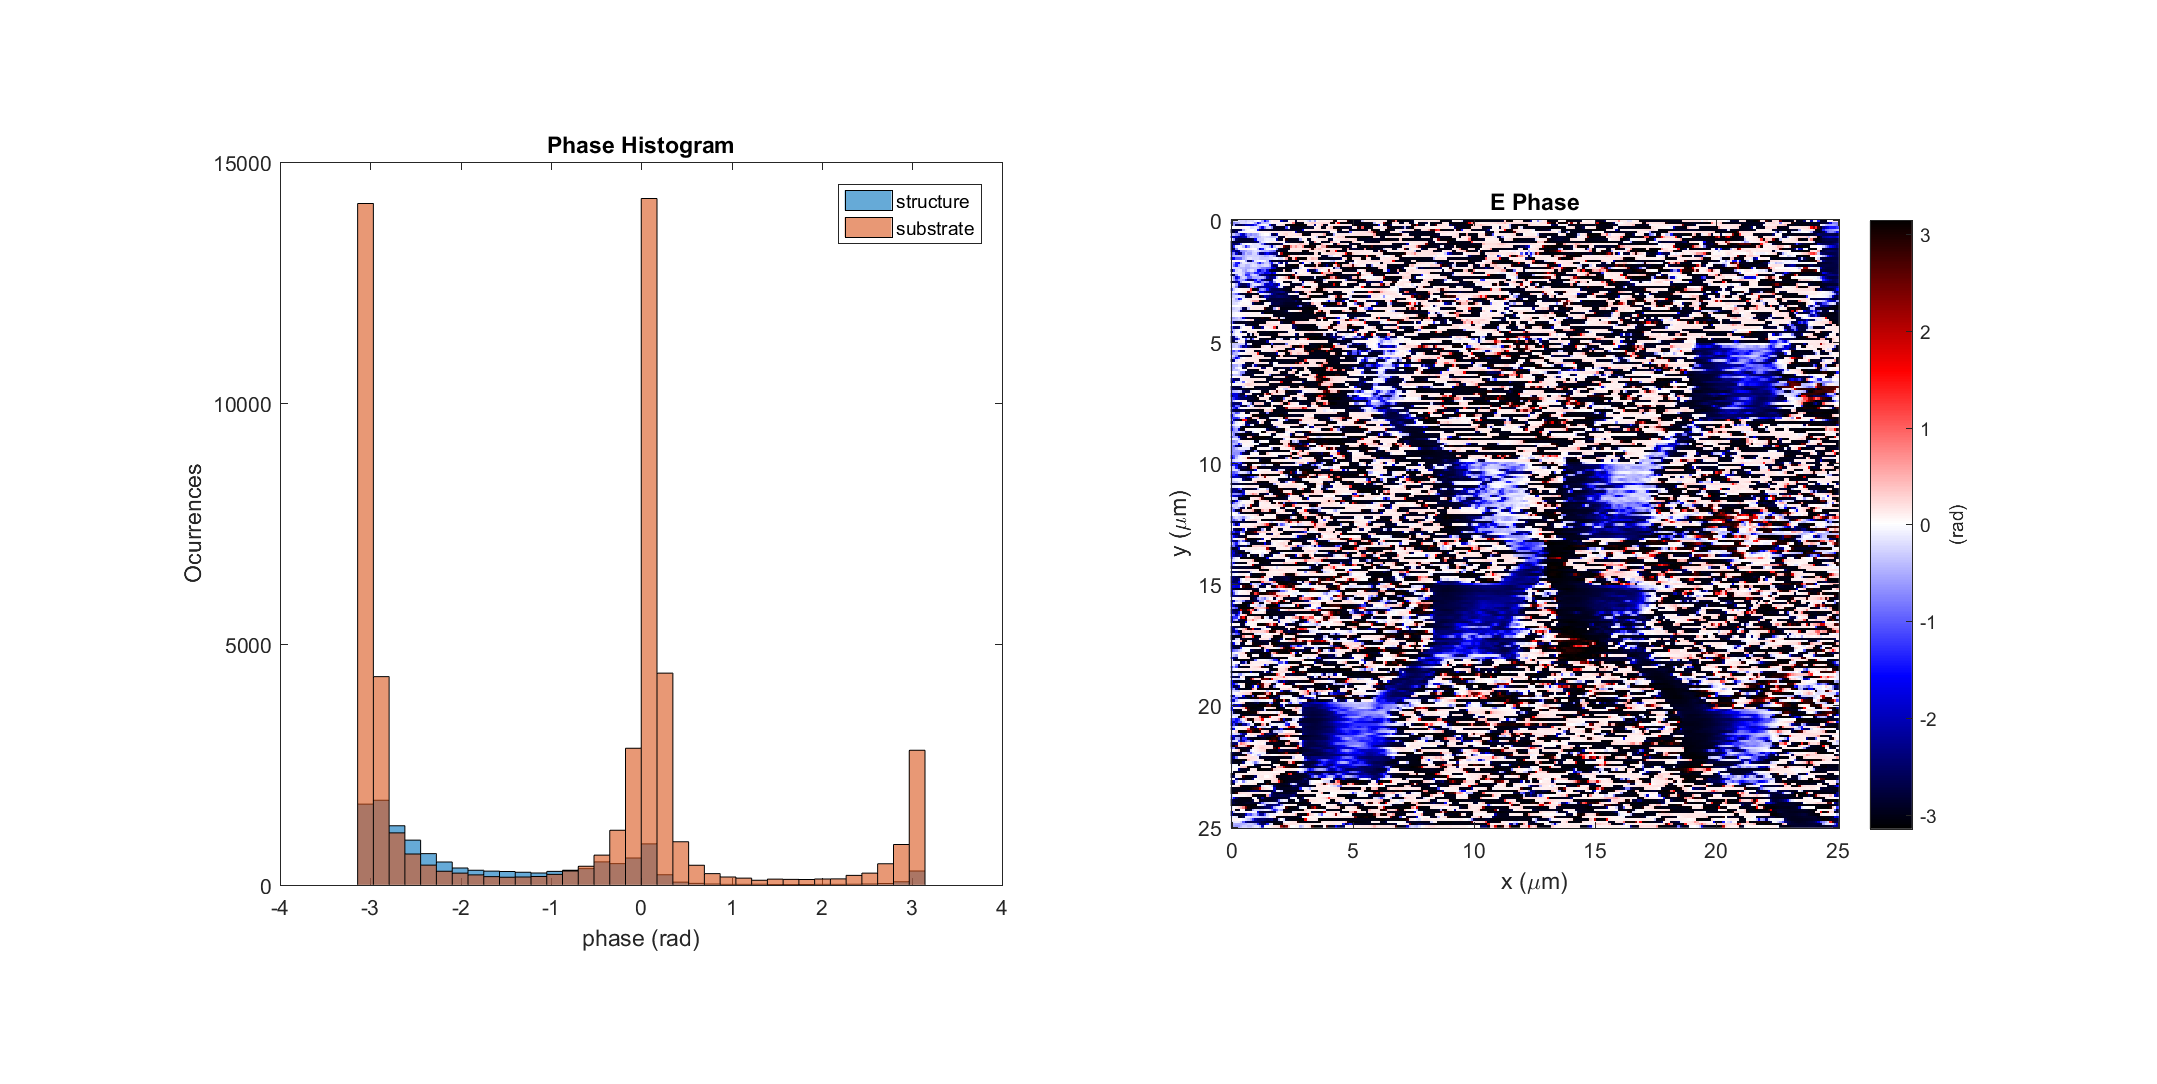 Phase Histogram
15000
10000
5000
0
Ocurrences
structure
substrate
-4 -3 -2 -1 0 1 2 3 4
phase (rad)
E Phase
0
5
10
15
20
25
y (μm)
0 5 10 15 20 25
x (μm)
3
2
1
0
-1
-2
-3
(rad)